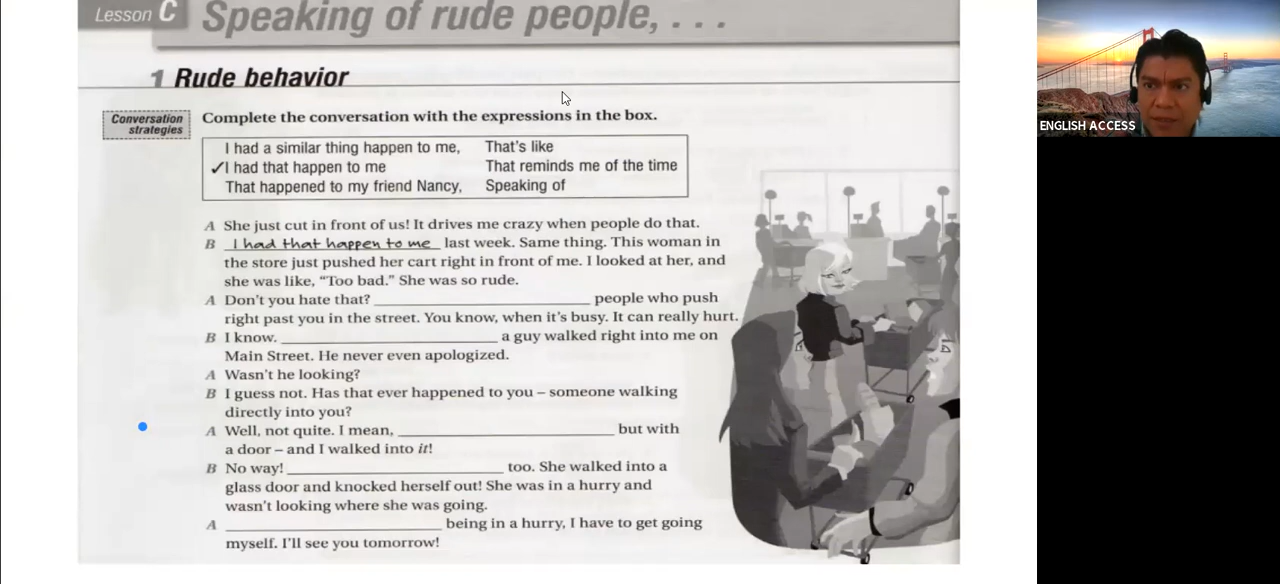 Lesson C Speaking of rude people, . . .
1 Rude behavior
Conversation
strategies
Complete the conversation with the expressions in the box.
I had a similar thing happen to me, That's like
✓I had that happen to me That reminds me of the time
That happened to my friend Nancy, Speaking of
A She just cut in front of us! It drives me crazy when people do that.
B I had that happen to me last week. Same thing. This woman in
the store just pushed her cart right in front of me. I looked at her, and
she was like, “Too bad.” She was so rude.
A Don't you hate that? ____________________ people who push
right past you in the street. You know, when it's busy. It can really hurt.
B I know. ____________________ a guy walked right into me on
Main Street. He never even apologized.
A Wasn't he looking?
B I guess not. Has that ever happened to you – someone walking
directly into you?
A Well, not quite. I mean, ____________________ but with
a door – and I walked into it!
B No way! ____________________ too. She walked into a
glass door and knocked herself out! She was in a hurry and
wasn't looking where she was going.
A ____________________ being in a hurry, I have to get going
myself. I'll see you tomorrow!
ENGLISH ACCESS